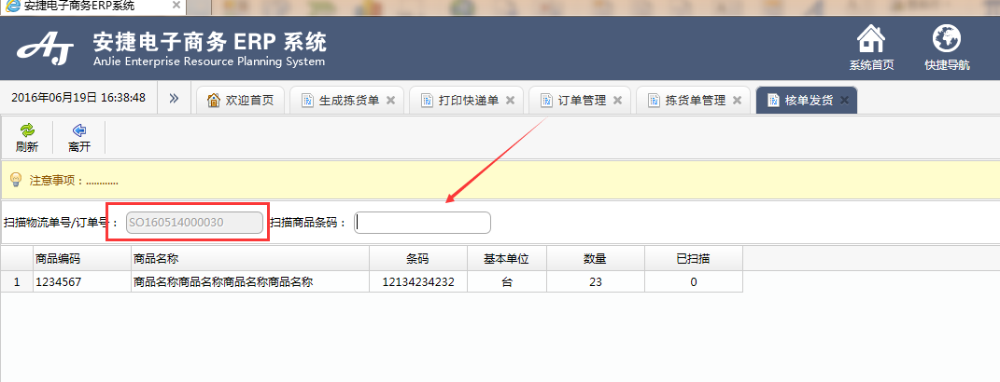 安捷电子商务ERP系统
安捷电子商务 ERP 系统
AnJie Enterprise Resource Planning System
系统首页 快捷导航
2016年06月19日 16:38:48 » 欢迎首页 生成拣货单 打印快递单 订单管理 拣货单管理 核单发货
刷新 离开
注意事项：............
扫描物流单号/订单号： SO160514000030 扫描商品条码：
商品编码 商品名称 条码 基本单位 数量 已扫描
1 1234567 商品名称商品名称商品名称商品名称 12134234232 台 23 0